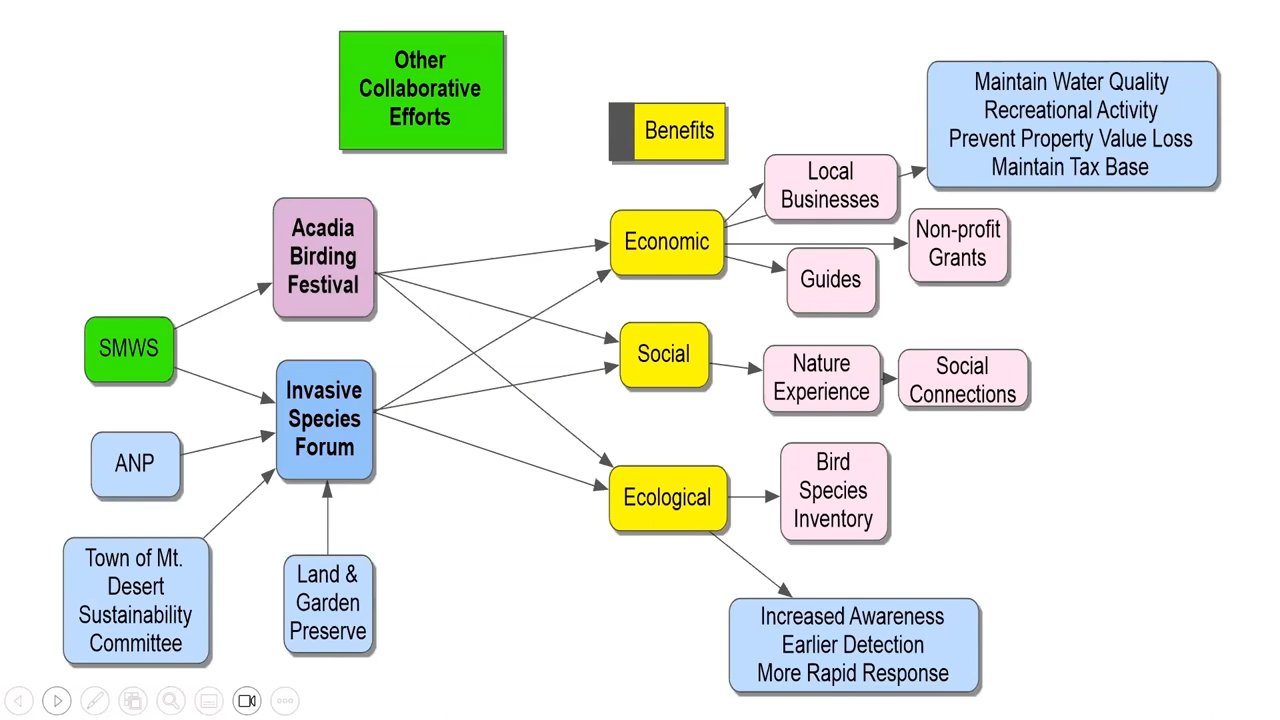 Other
Collaborative
Efforts
Benefits
Maintain Water Quality
Recreational Activity
Prevent Property Value Loss
Maintain Tax Base
Local
Businesses
Acadia
Birding
Festival
Economic
Non-profit
Grants
Guides
SMWS
Social
Nature
Experience
Social
Connections
Invasive
Species
Forum
ANP
Ecological
Bird
Species
Inventory
Town of Mt.
Desert
Sustainability
Committee
Land &
Garden
Preserve
Increased Awareness
Earlier Detection
More Rapid Response